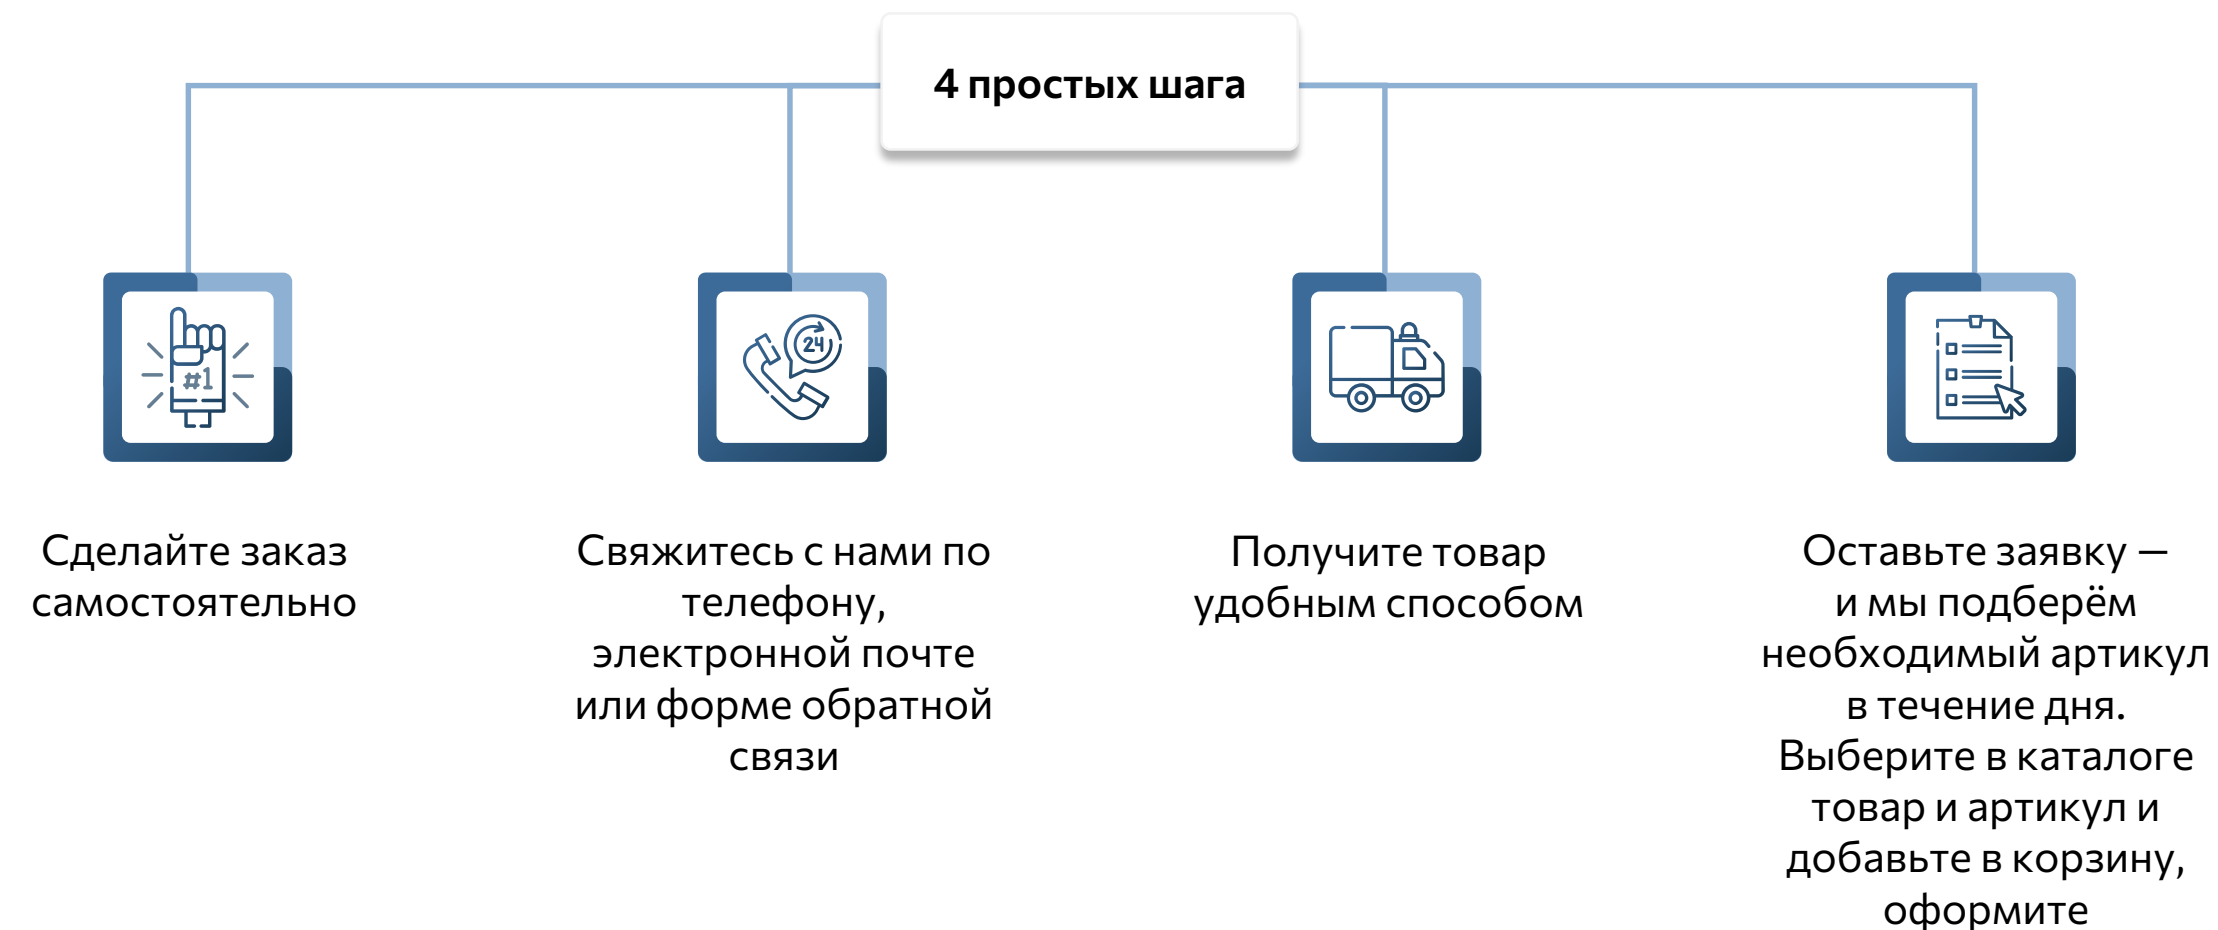 4 простых шага
#1
24
Сделайте заказ
самостоятельно
Свяжитесь с нами по
телефону,
электронной почте
или форме обратной
связи
Получите товар
удобным способом
Оставьте заявку —
и мы подберём
необходимый артикул
в течение дня.
Выберите в каталоге
товар и артикул и
добавьте в корзину,
оформите